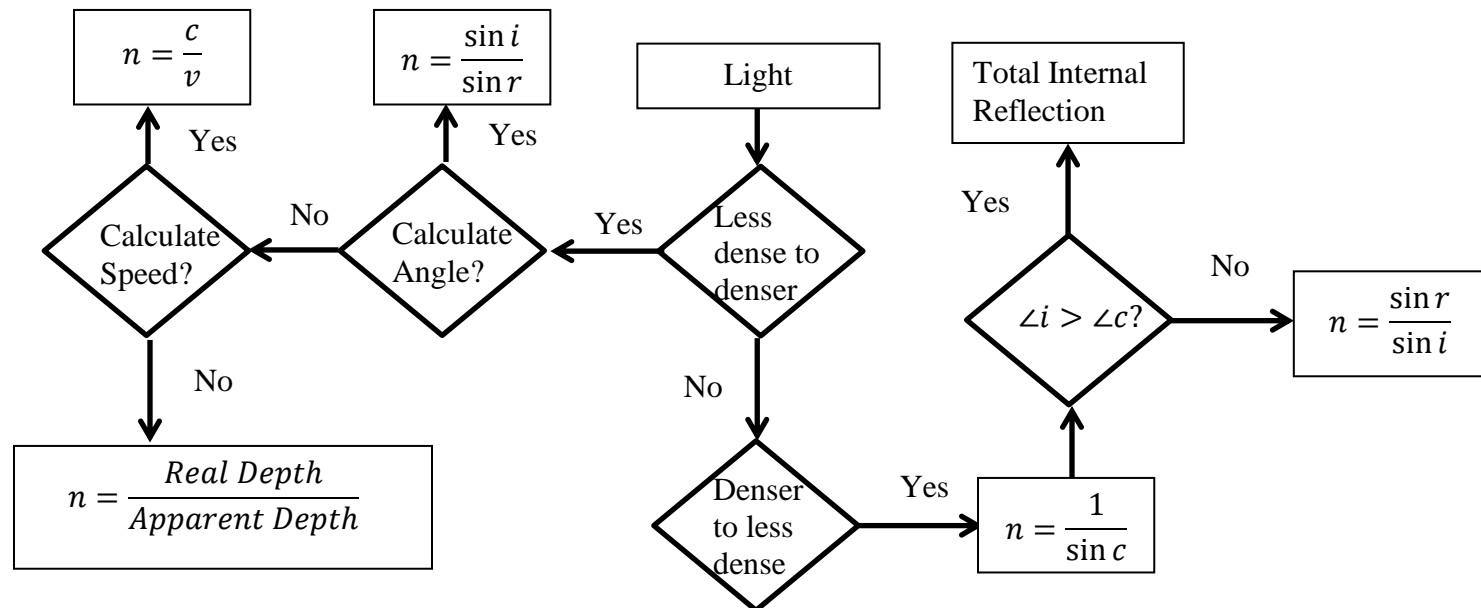 Light
Less
dense to
denser
Yes
Calculate
Angle?
Yes
n = sin i / sin r
No
Calculate
Speed?
Yes
n = c / v
No
n = Real Depth / Apparent Depth
No
Denser
to less
dense
Yes
n = 1 / sin c
∠i > ∠c?
Yes
Total Internal
Reflection
No
n = sin r / sin i